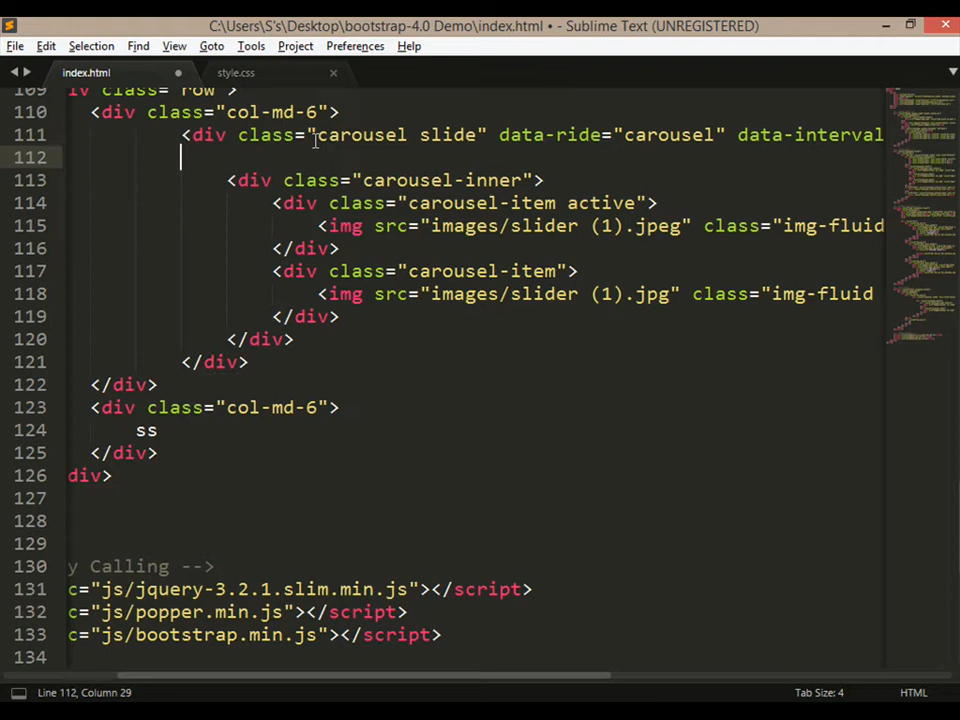 C:\Users\S's\Desktop\bootstrap-4.0 Demo\index.html • - Sublime Text (UNREGISTERED)
File Edit Selection Find View Goto Tools Project Preferences Help
index.html style.css
109 iv class="row">
110 <div class="col-md-6">
111 <div class="carousel slide" data-ride="carousel" data-interval
112
113 <div class="carousel-inner">
114 <div class="carousel-item active">
115 <img src="images/slider (1).jpeg" class="img-fluid
116 </div>
117 <div class="carousel-item">
118 <img src="images/slider (1).jpg" class="img-fluid
119 </div>
120 </div>
121 </div>
122 </div>
123 <div class="col-md-6">
124 ss
125 </div>
126 div>
127
128
129
130 y Calling -->
131 c="js/jquery-3.2.1.slim.min.js"></script>
132 c="js/popper.min.js"></script>
133 c="js/bootstrap.min.js"></script>
134
Line 112, Column 29 Tab Size: 4 HTML